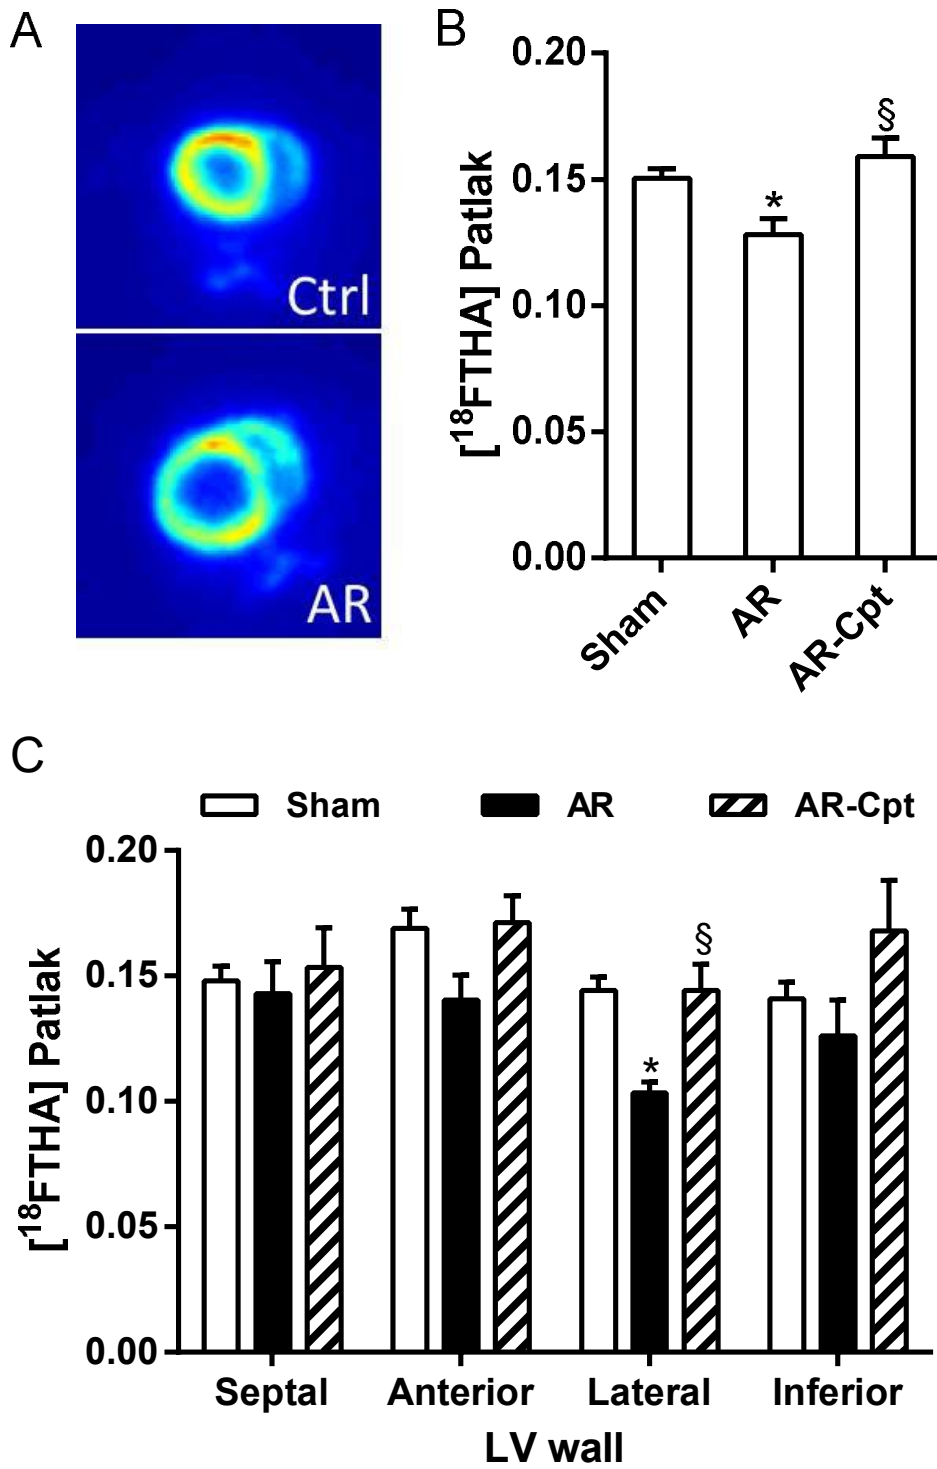 A
Ctrl
AR
B
[18FTHA] Patlak
0.20
0.15
0.10
0.05
0.00
*
§
Sham
AR
AR-Cpt
C
Sham AR AR-Cpt
[18FTHA] Patlak
0.20
0.15
0.10
0.05
0.00
*
§
Septal Anterior Lateral Inferior
LV wall